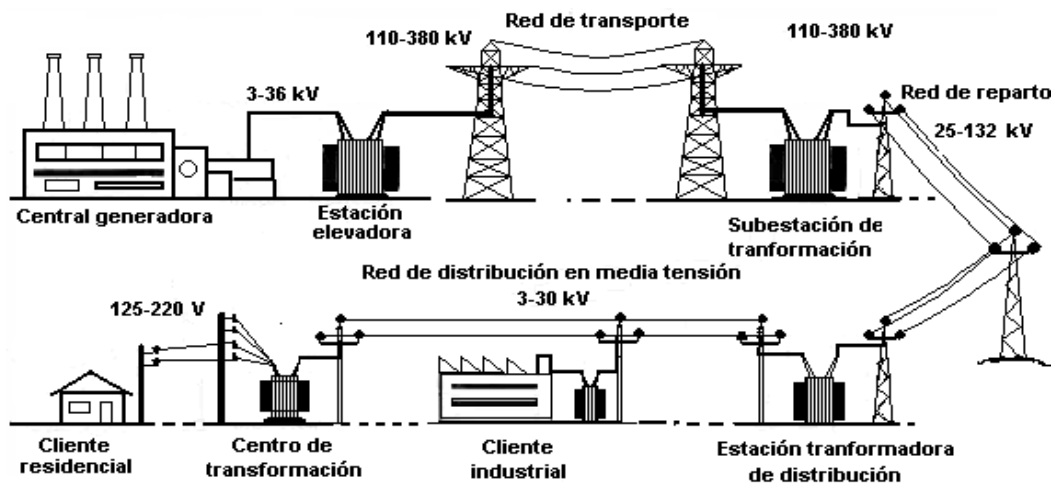 Red de transporte
110-380 kV
110-380 kV
3-36 kV
Red de reparto
25-132 kV
Central generadora
Estación
elevadora
Subestación de
tranformación
Red de distribución en media tensión
3-30 kV
125-220 V
Cliente
residencial
Centro de
transformación
Cliente
industrial
Estación tranformadora
de distribución